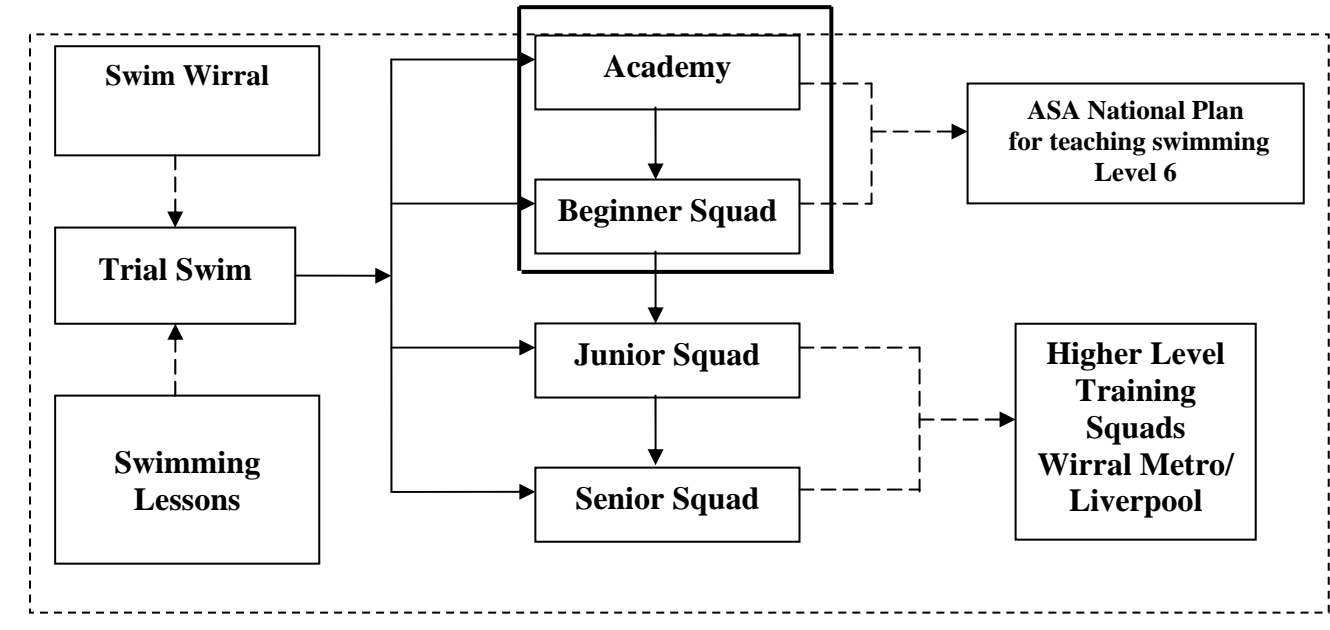 Swim Wirral
Trial Swim
Swimming
Lessons
Academy
Beginner Squad
Junior Squad
Senior Squad
ASA National Plan
for teaching swimming
Level 6
Higher Level
Training
Squads
Wirral Metro/
Liverpool